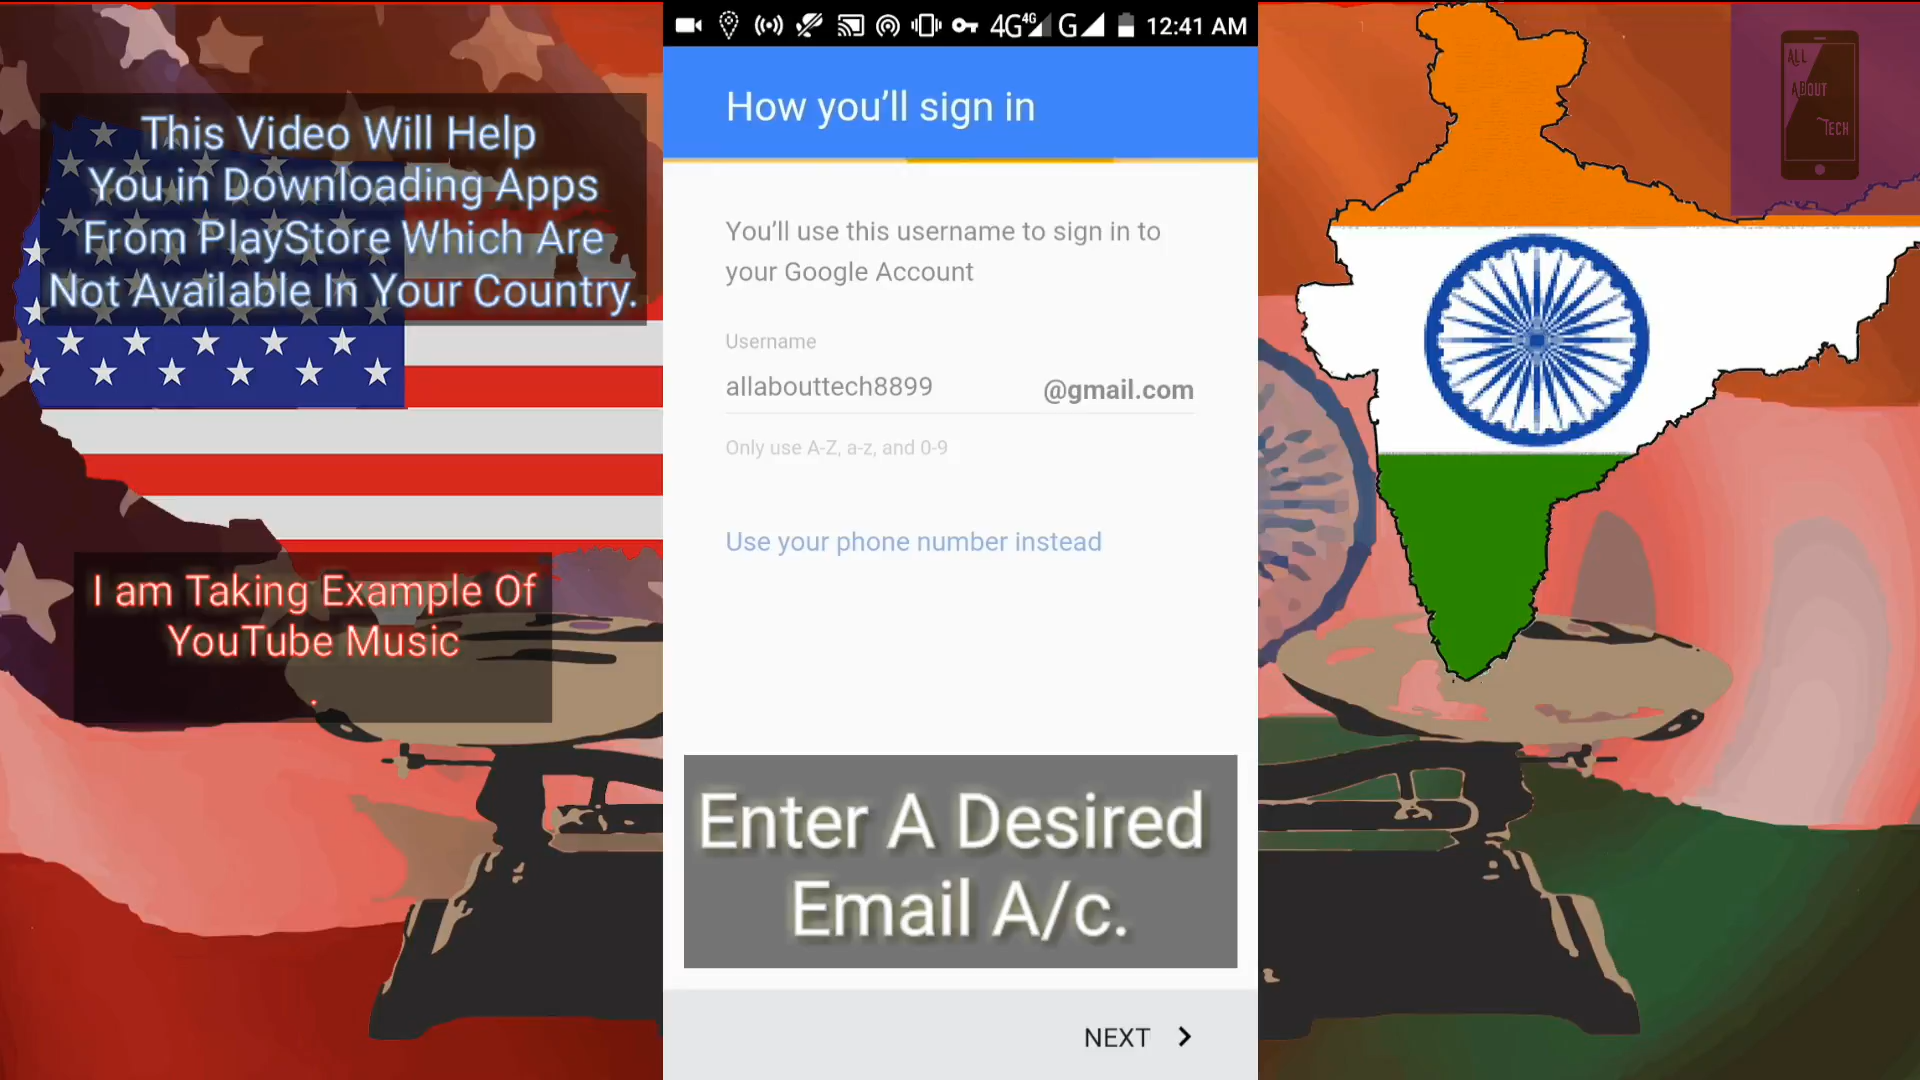 This Video Will Help
You in Downloading Apps
From PlayStore Which Are
Not Available In Your Country.
I am Taking Example Of
YouTube Music
.
4G 4G G 12:41 AM
How you’ll sign in
You’ll use this username to sign in to
your Google Account
Username
allabouttech8899 @gmail.com
Only use A-Z, a-z, and 0-9
Use your phone number instead
Enter A Desired
Email A/c.
NEXT
ALL
ABOUT
TECH